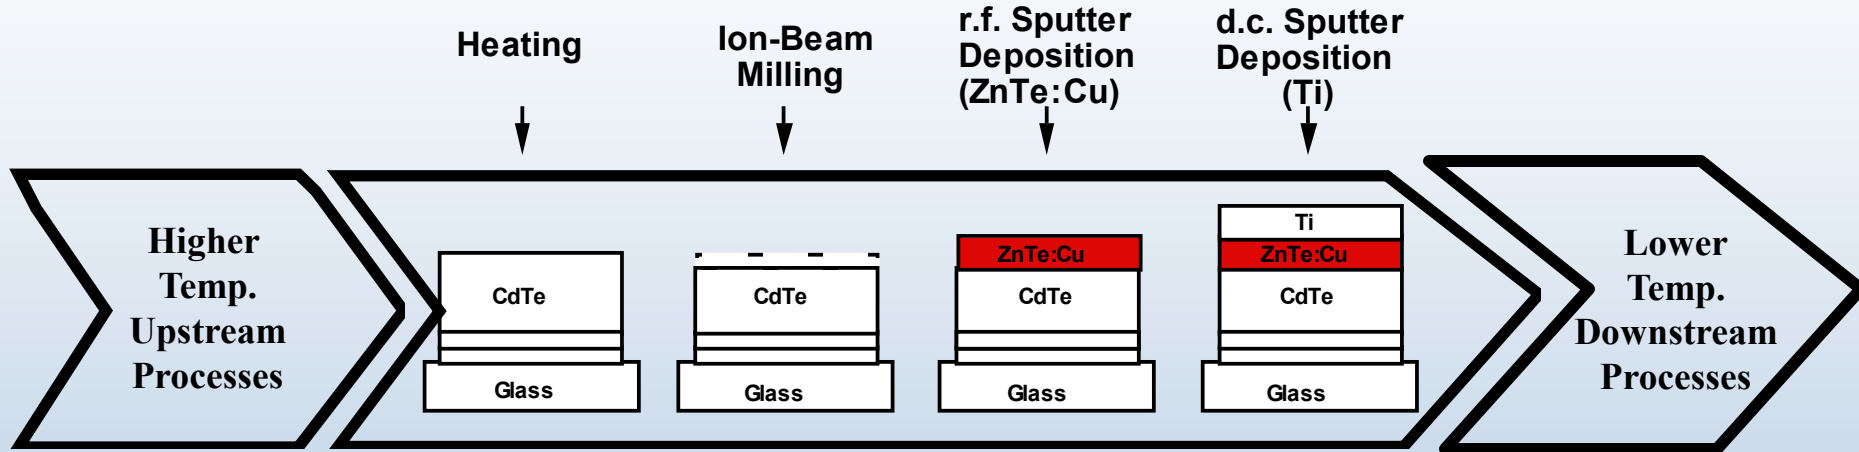 Heating
Ion-Beam
Milling
r.f. Sputter
Deposition
(ZnTe:Cu)
d.c. Sputter
Deposition
(Ti)
Higher
Temp.
Upstream
Processes
CdTe
Glass
CdTe
Glass
ZnTe:Cu
CdTe
Glass
Ti
ZnTe:Cu
CdTe
Glass
Lower
Temp.
Downstream
Processes